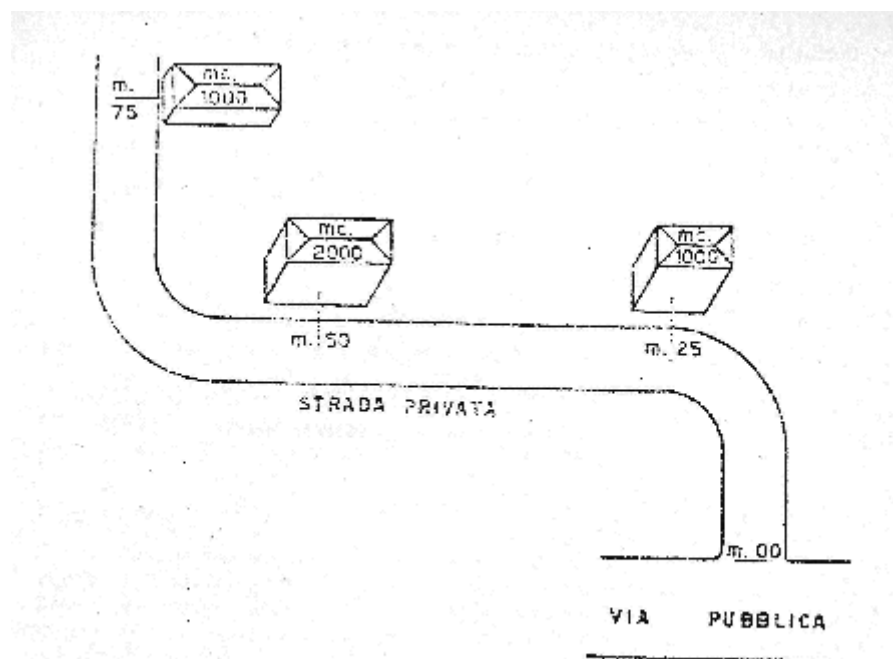 m.
75
mc.
1000
mc.
2000
mc.
1000
m. 50
m. 25
STRADA PRIVATA
m. 00
VIA PUBBLICA